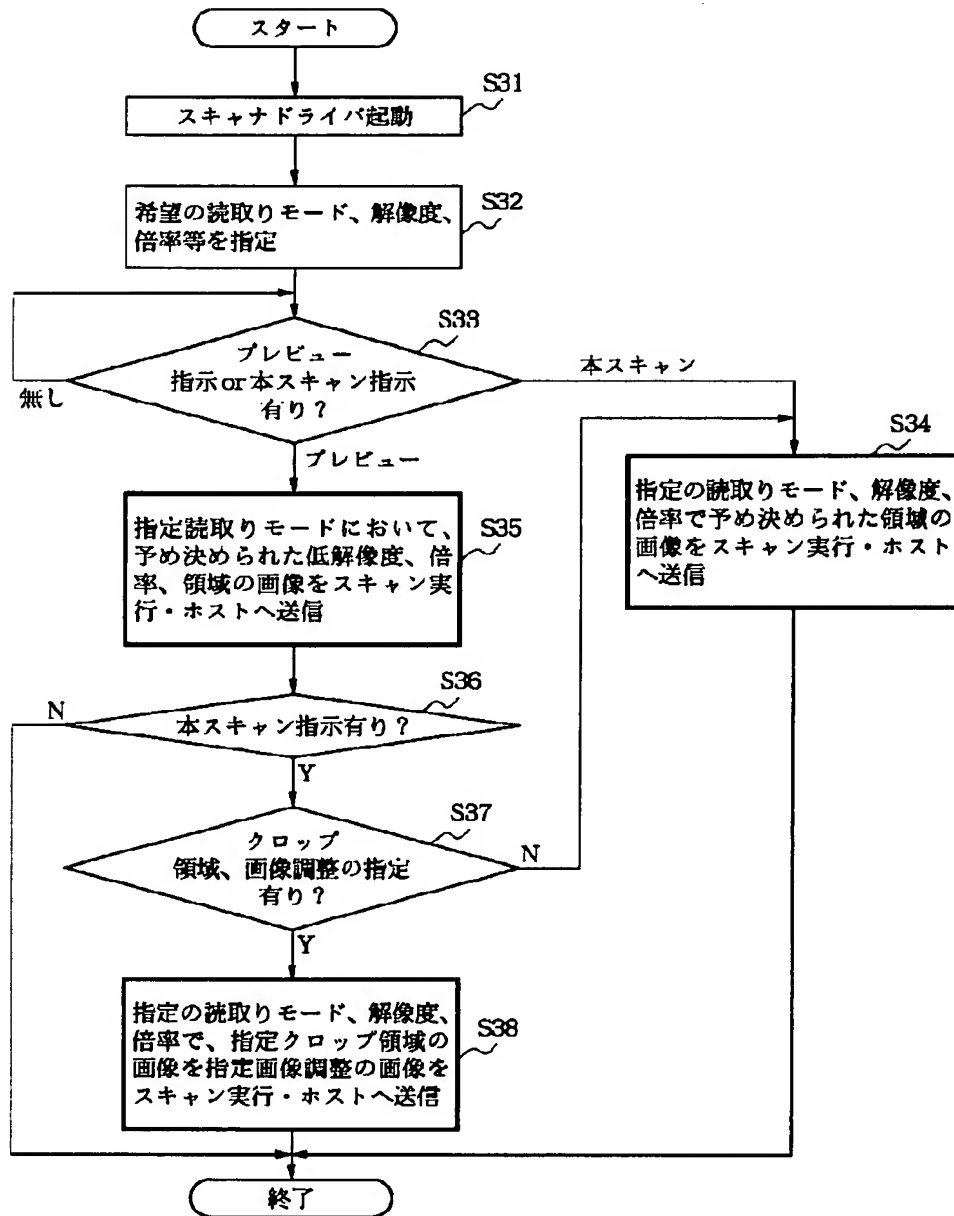 スタート
S31
スキャナドライバ起動
S32
希望の読取りモード、解像度、
倍率等を指定
S33
プレビュー
指示or本スキャン指示
有り？
無し
本スキャン
プレビュー
S34
指定の読取りモード、解像度、
倍率で予め決められた領域の
画像をスキャン実行・ホスト
へ送信
S35
指定読取りモードにおいて、
予め決められた低解像度、倍
率、領域の画像をスキャン実
行・ホストへ送信
S36
N
本スキャン指示有り？
Y
S37
クロップ
領域、画像調整の指定
有り？
N
Y
S38
指定の読取りモード、解像度、
倍率で、指定クロップ領域の
画像を指定画像調整の画像を
スキャン実行・ホストへ送信
終了